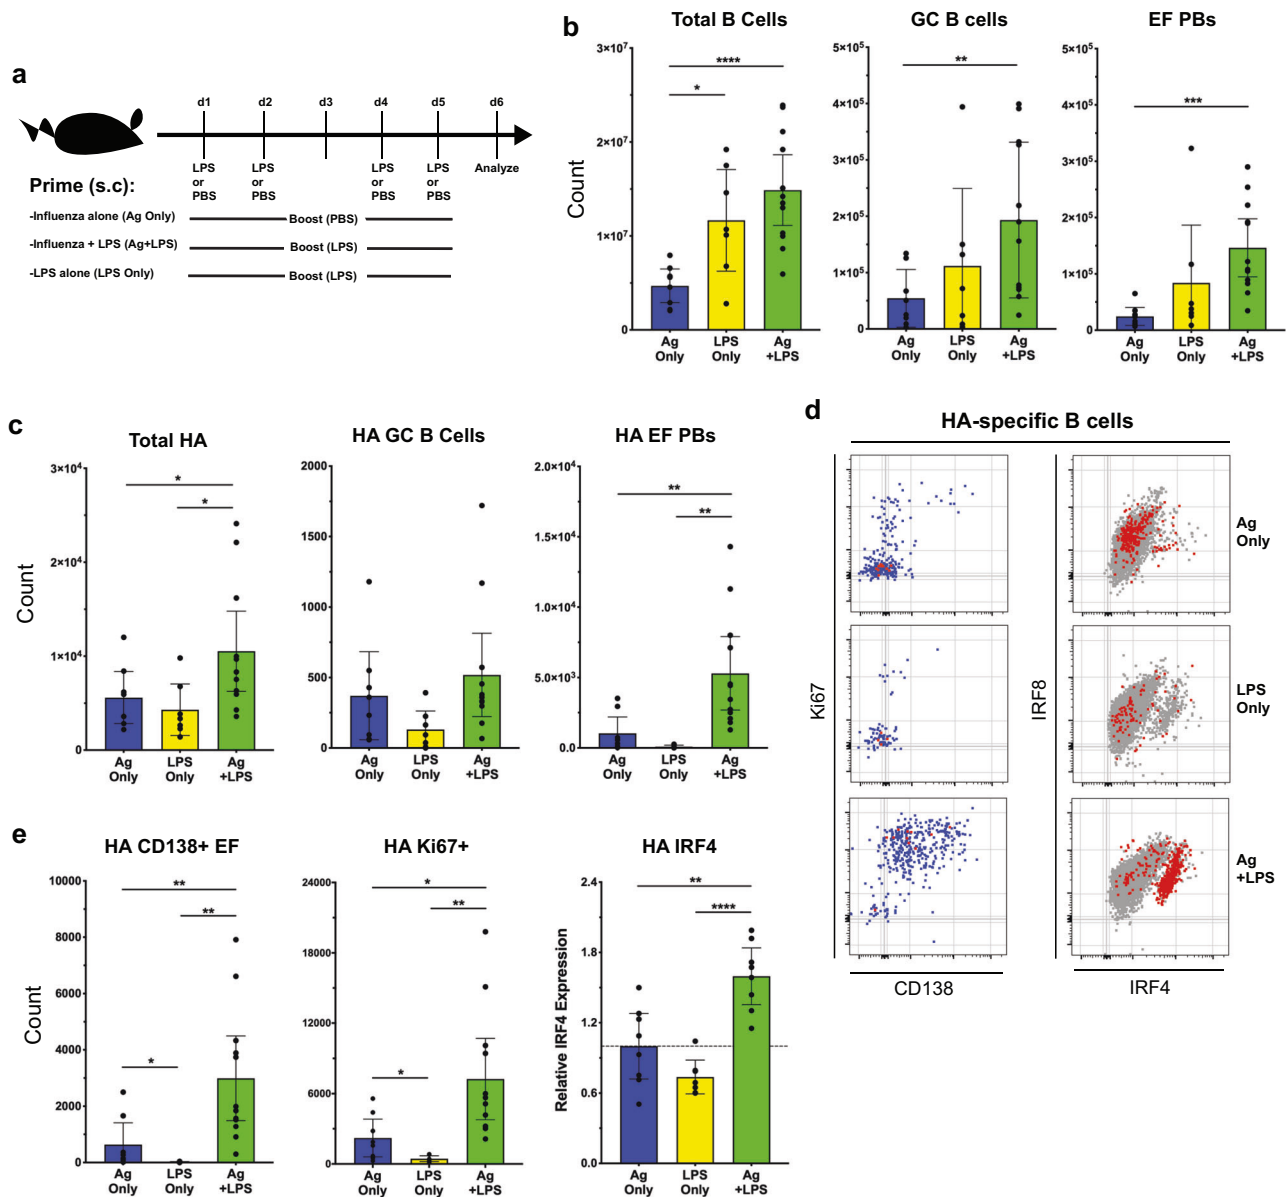 a
d1 d2 d3 d4 d5 d6
LPS or PBS
LPS or PBS
LPS or PBS
LPS or PBS
Analyze
Prime (s.c):
-Influenza alone (Ag Only) Boost (PBS)
-Influenza + LPS (Ag+LPS) Boost (LPS)
-LPS alone (LPS Only) Boost (LPS)
b
Total B Cells
Count
3×10⁷
2×10⁷
1×10⁷
0
****
*
Ag Only
LPS Only
Ag +LPS
GC B cells
5×10⁵
4×10⁵
3×10⁵
2×10⁵
1×10⁵
0
**
Ag Only
LPS Only
Ag +LPS
EF PBs
5×10⁵
4×10⁵
3×10⁵
2×10⁵
1×10⁵
0
***
Ag Only
LPS Only
Ag +LPS
c
Total HA
Count
3×10⁴
2×10⁴
1×10⁴
0
*
*
Ag Only
LPS Only
Ag +LPS
HA GC B Cells
2000
1500
1000
500
0
Ag Only
LPS Only
Ag +LPS
HA EF PBs
2.0×10⁴
1.5×10⁴
1.0×10⁴
5.0×10³
0.0
**
**
Ag Only
LPS Only
Ag +LPS
d
HA-specific B cells
Ki67
IRF8
Ag Only
LPS Only
Ag +LPS
CD138
IRF4
e
HA CD138+ EF
Count
10000
8000
6000
4000
2000
0
**
**
*
Ag Only
LPS Only
Ag +LPS
HA Ki67+
24000
18000
12000
6000
0
*
**
*
Ag Only
LPS Only
Ag +LPS
HA IRF4
Relative IRF4 Expression
2.4
1.8
1.2
0.6
0.0
**
****
Ag Only
LPS Only
Ag +LPS